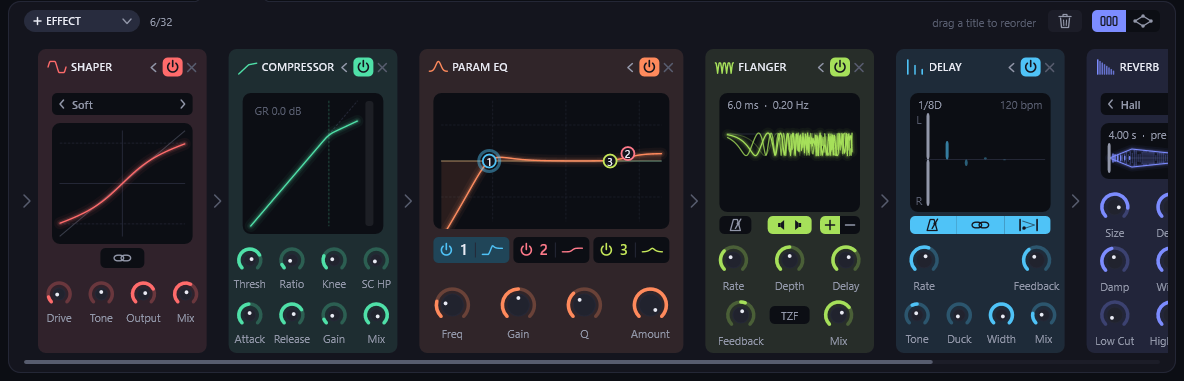 + EFFECT
6/32
drag a title to reorder
SHAPER
Soft
Drive Tone Output Mix
COMPRESSOR
GR 0.0 dB
Thresh Ratio Knee SC HP
Attack Release Gain Mix
PARAM EQ
1 3 2
1 2 3
Freq Gain Q Amount
FLANGER
6.0 ms · 0.20 Hz
+ −
Rate Depth Delay
Feedback TZF Mix
DELAY
1/8D 120 bpm
L
R
Rate Feedback
Tone Duck Width Mix
REVERB
Hall
4.00 s · pre
Size De
Damp Wi
Low Cut High